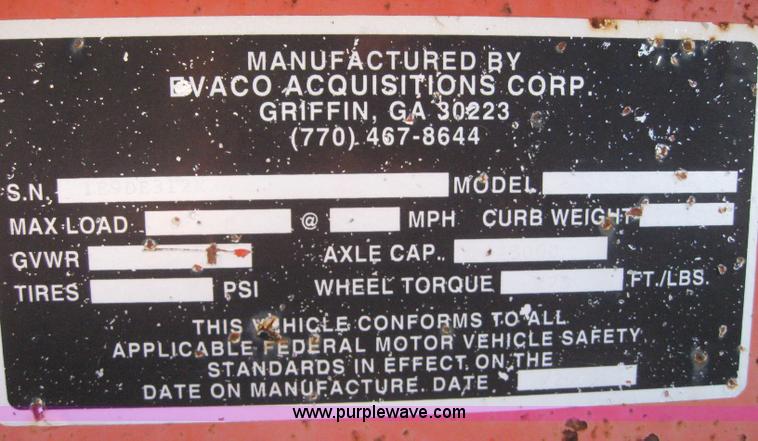 MANUFACTURED BY
EVACO ACQUISITIONS CORP.
GRIFFIN, GA 30223
(770) 467-8644
S.N. MODEL
MAX LOAD @ MPH CURB WEIGHT
GVWR AXLE CAP.
TIRES PSI WHEEL TORQUE FT./LBS.
THIS VEHICLE CONFORMS TO ALL
APPLICABLE FEDERAL MOTOR VEHICLE SAFETY
STANDARDS IN EFFECT ON THE
DATE ON MANUFACTURE. DATE
www.purplewave.com